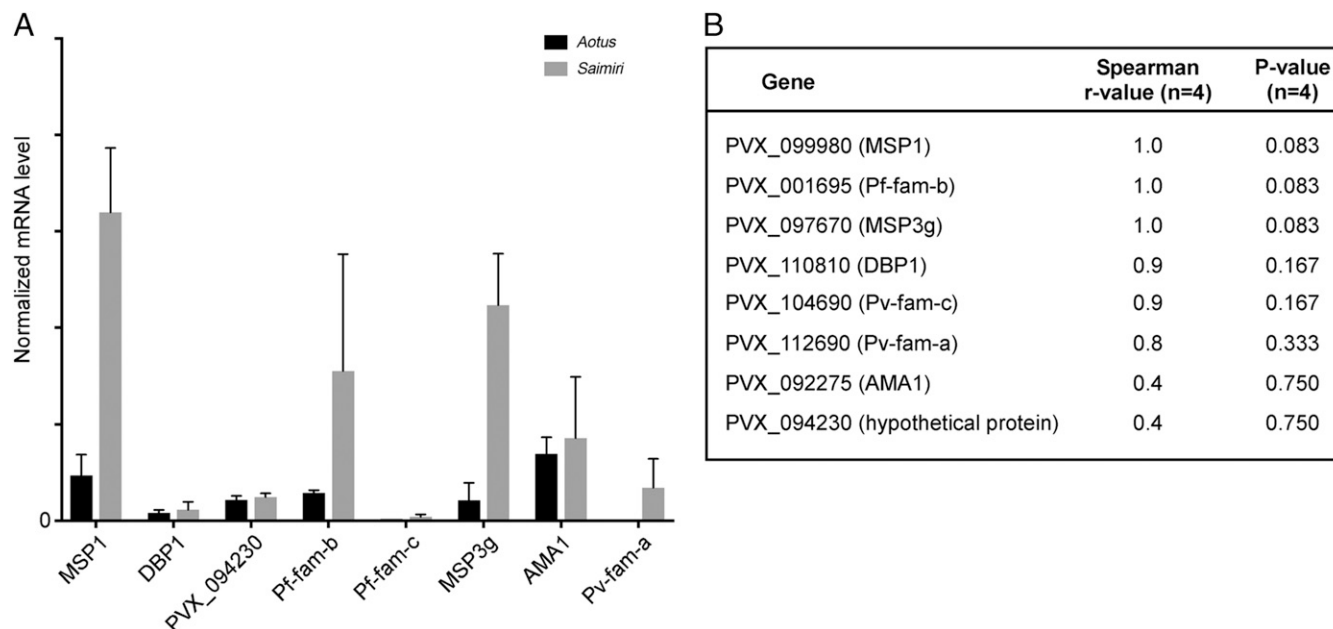 A
Aotus
Saimiri
Normalized mRNA level
0
MSP1
DBP1
PVX_094230
Pf-fam-b
Pf-fam-c
MSP3g
AMA1
Pv-fam-a
B
Gene Spearman r-value (n=4) P-value (n=4)
PVX_099980 (MSP1) 1.0 0.083
PVX_001695 (Pf-fam-b) 1.0 0.083
PVX_097670 (MSP3g) 1.0 0.083
PVX_110810 (DBP1) 0.9 0.167
PVX_104690 (Pv-fam-c) 0.9 0.167
PVX_112690 (Pv-fam-a) 0.8 0.333
PVX_092275 (AMA1) 0.4 0.750
PVX_094230 (hypothetical protein) 0.4 0.750